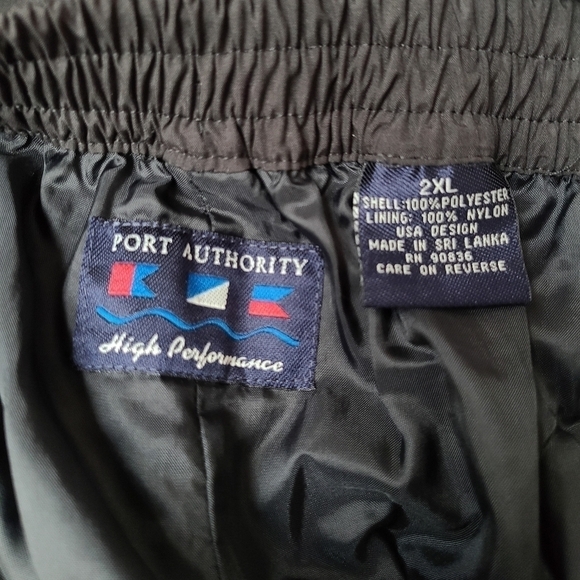 PORT AUTHORITY
High Performance
2XL
SHELL:100%POLYESTER
LINING: 100% NYLON
USA DESIGN
MADE IN SRI LANKA
RN 90836
CARE ON REVERSE